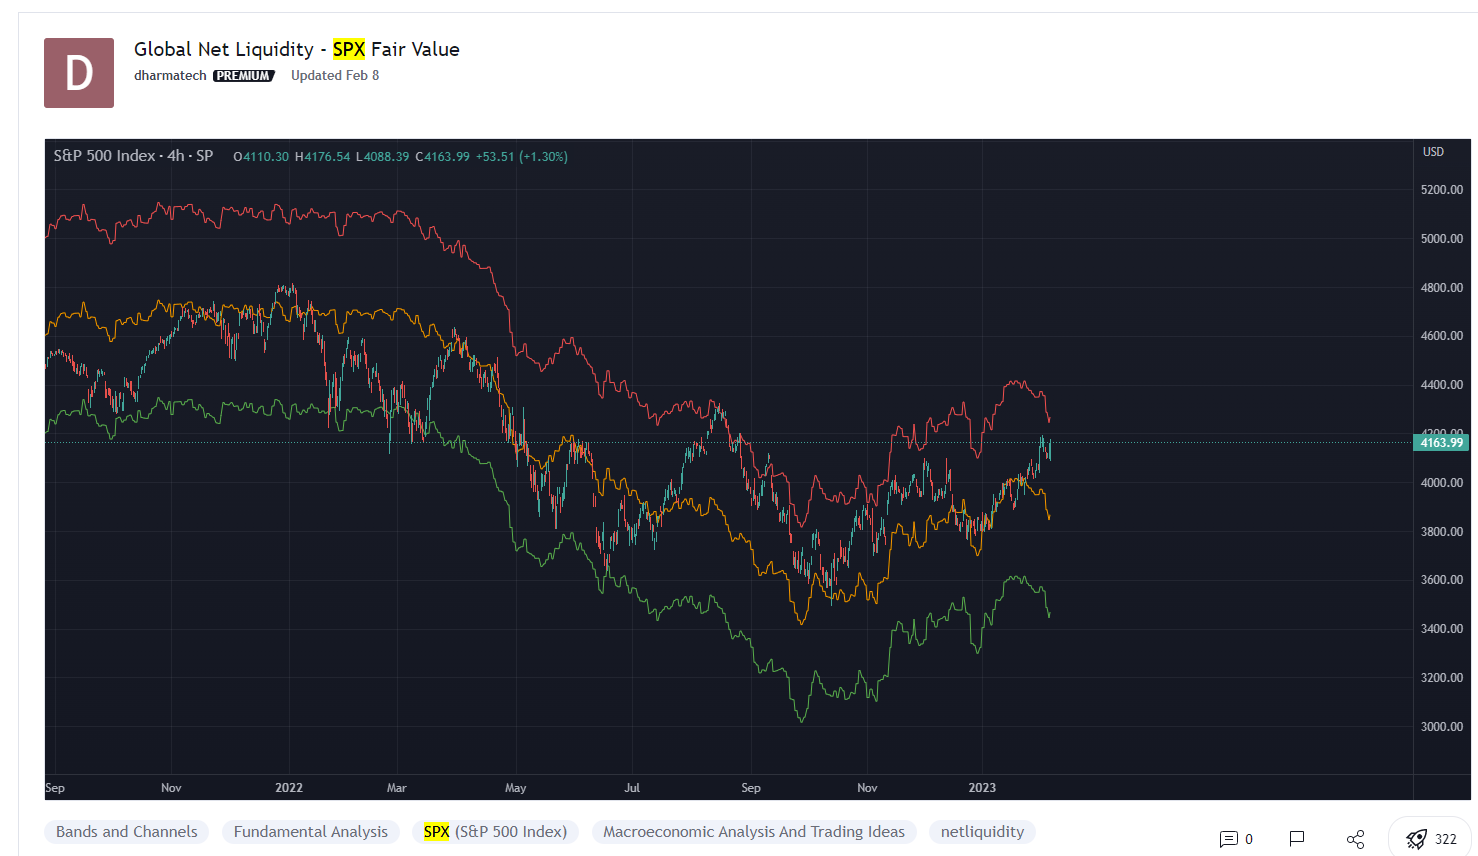 D
Global Net Liquidity - SPX Fair Value
dharmatech PREMIUM Updated Feb 8
S&P 500 Index · 4h · SP O4110.30 H4176.54 L4088.39 C4163.99 +53.51 (+1.30%)
USD
5200.00
5000.00
4800.00
4600.00
4400.00
4200.00
4163.99
4000.00
3800.00
3600.00
3400.00
3200.00
3000.00
Sep Nov 2022 Mar May Jul Sep Nov 2023
Bands and Channels Fundamental Analysis SPX (S&P 500 Index) Macroeconomic Analysis And Trading Ideas netliquidity
0 322